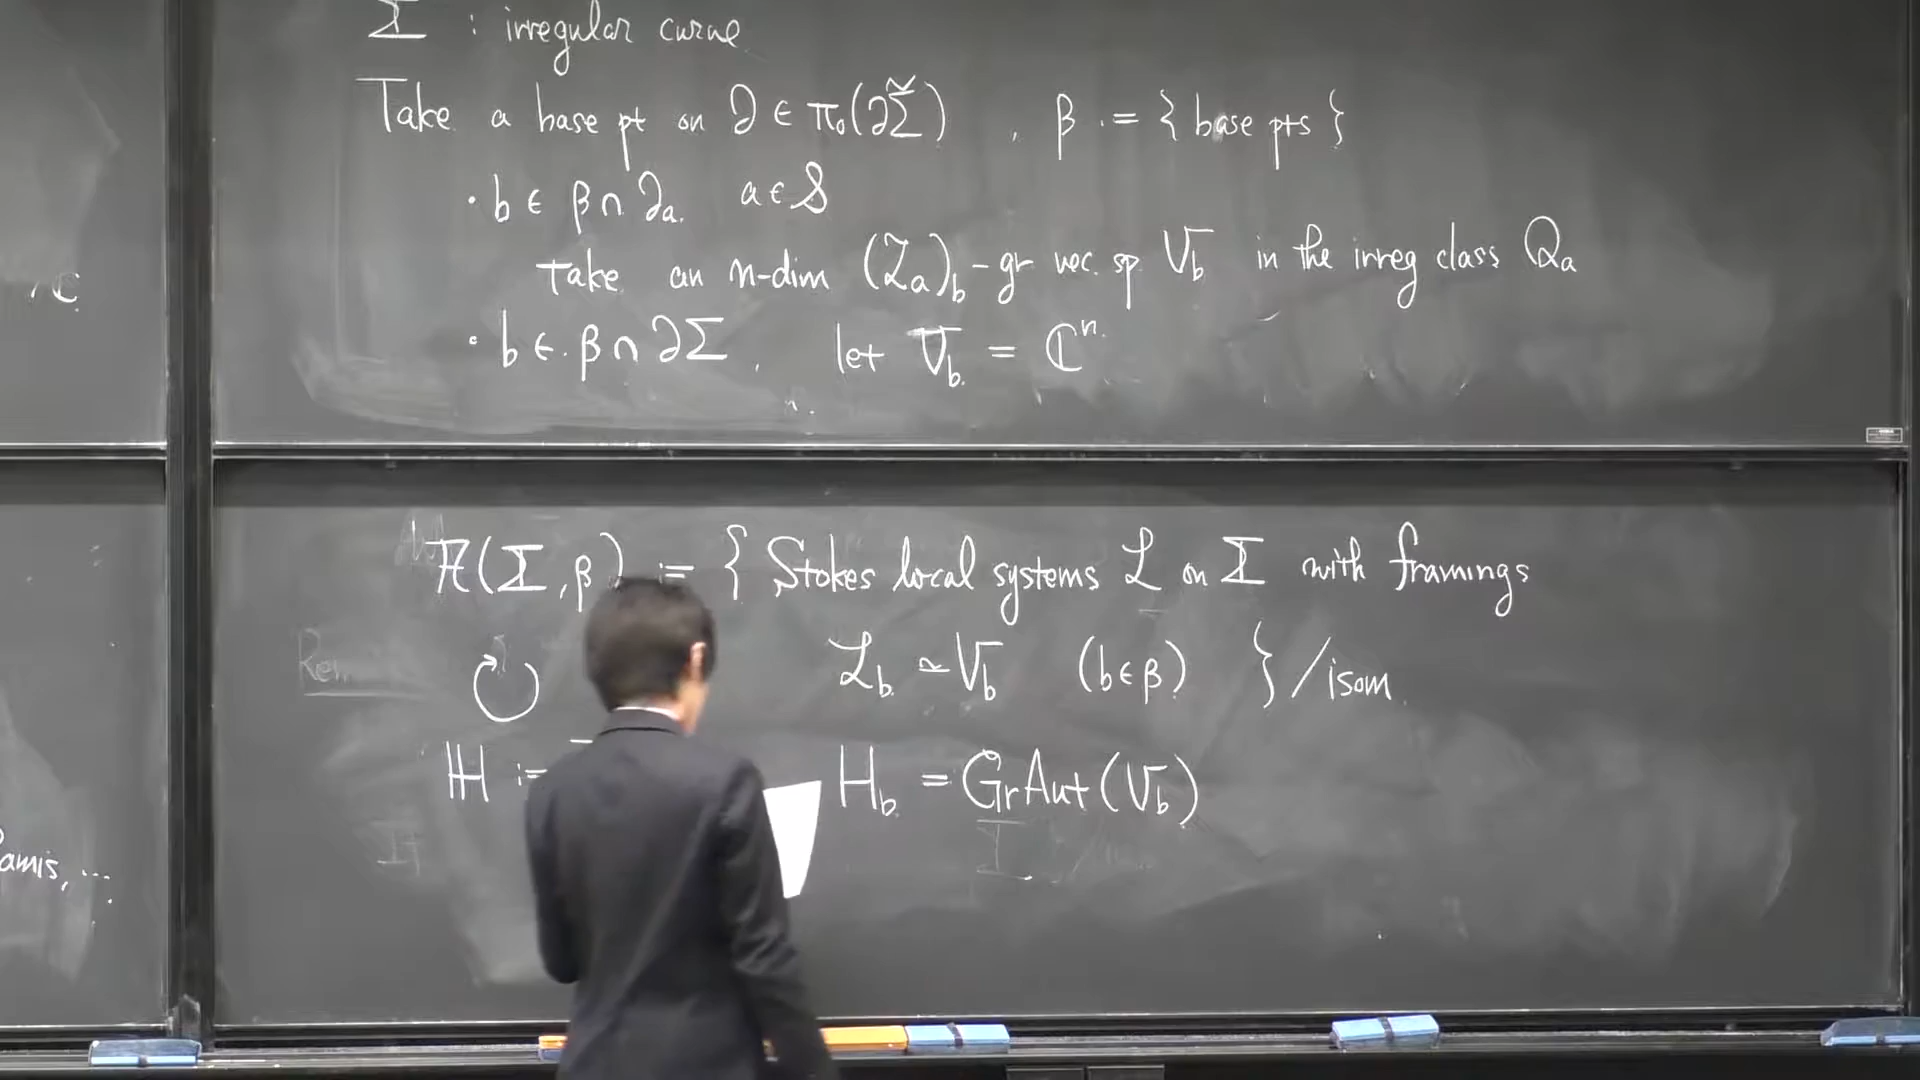 Σ : irregular curve
Take a base pt on ∂ ∈ π₀(∂Σ̌) , β := { base pts }
· b ∈ β ∩ ∂ₐ a ∈ S
Take an n-dim (Iₐ)_b-gr vec. sp V_b in the irreg class Qₐ
· b ∈ β ∩ ∂Σ , let V_b = ℂⁿ
, C
amis, ...
R(Σ, β) := { Stokes local systems L on Σ with framings
↻ L_b ≃ V_b (b ∈ β) } / isom
ℍ := H_b = GrAut(V_b)